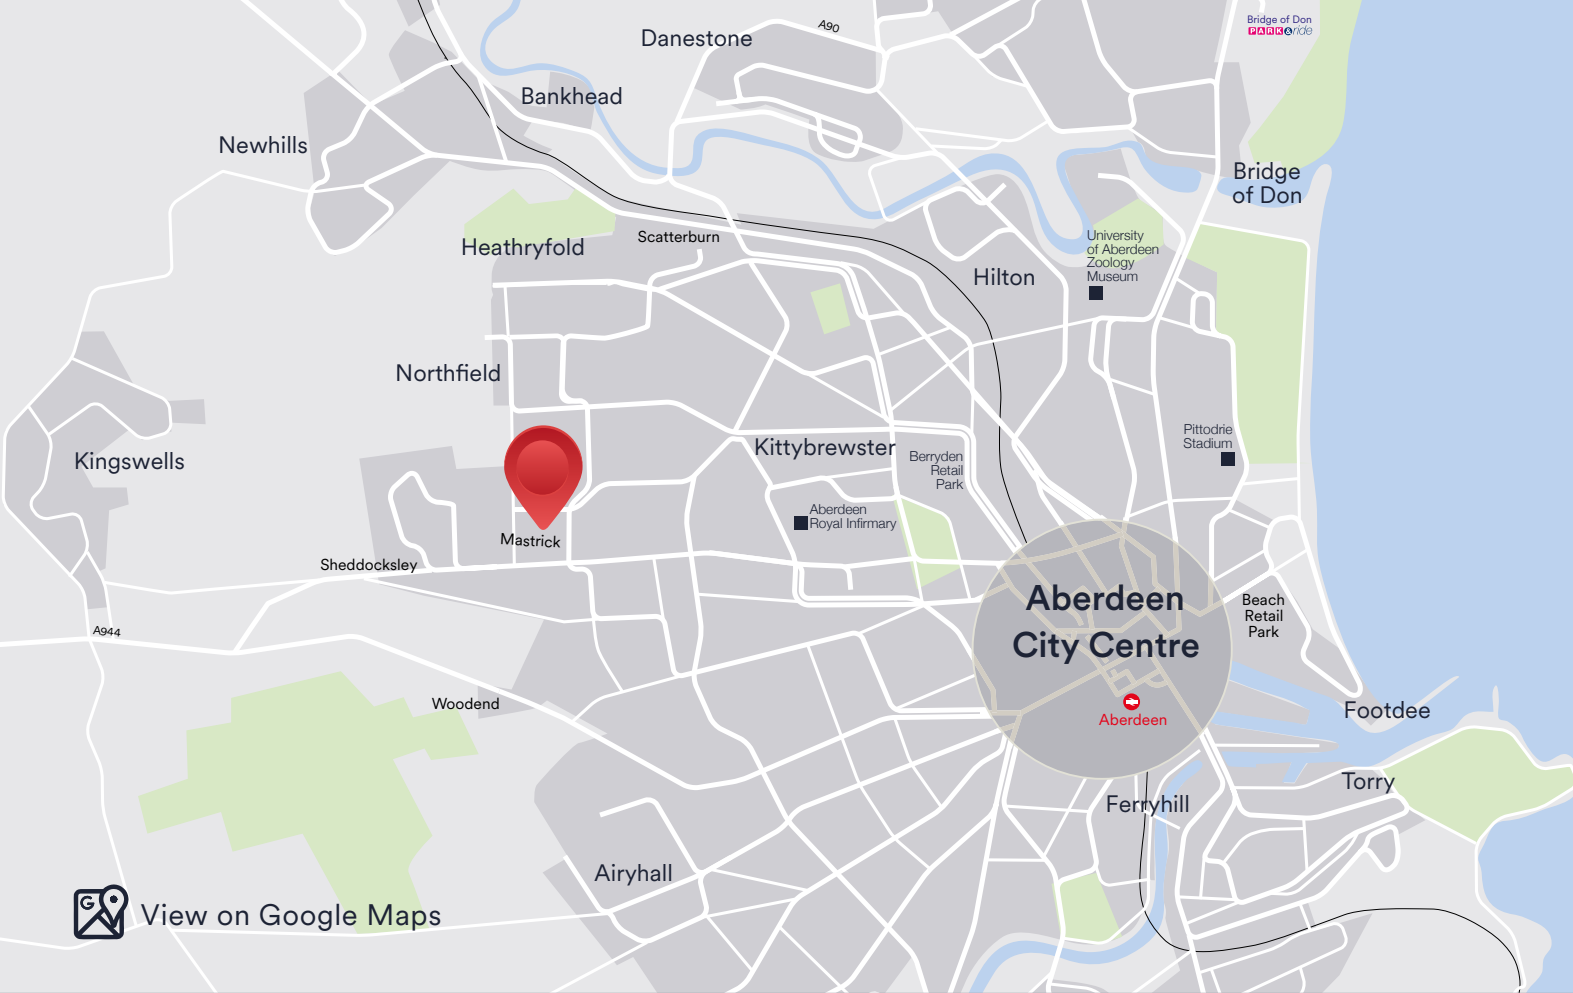 Bridge of Don
PARK & ride
A90
Danestone
Bankhead
Newhills
Bridge
of Don
Heathryfold
Scatterburn
University
of Aberdeen
Zoology
Museum
Hilton
Northfield
Pittodrie
Stadium
Kittybrewster
Berryden
Retail
Park
Kingswells
Aberdeen
Royal Infirmary
Mastrick
Sheddocksley
Aberdeen
City Centre
Beach
Retail
Park
A944
Woodend
Aberdeen
Footdee
Torry
Ferryhill
Airyhall
G
View on Google Maps